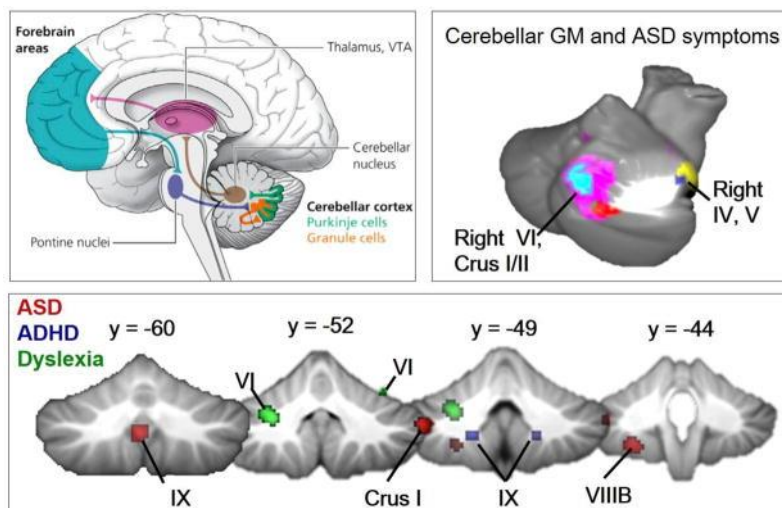 Forebrain
areas
Thalamus, VTA
Cerebellar
nucleus
Cerebellar cortex
Purkinje cells
Granule cells
Pontine nuclei
Cerebellar GM and ASD symptoms
Right
IV, V
Right VI,
Crus I/II
ASD
ADHD
Dyslexia
y = -60
y = -52
y = -49
y = -44
VI
VI
IX
Crus I
IX
VIIIB